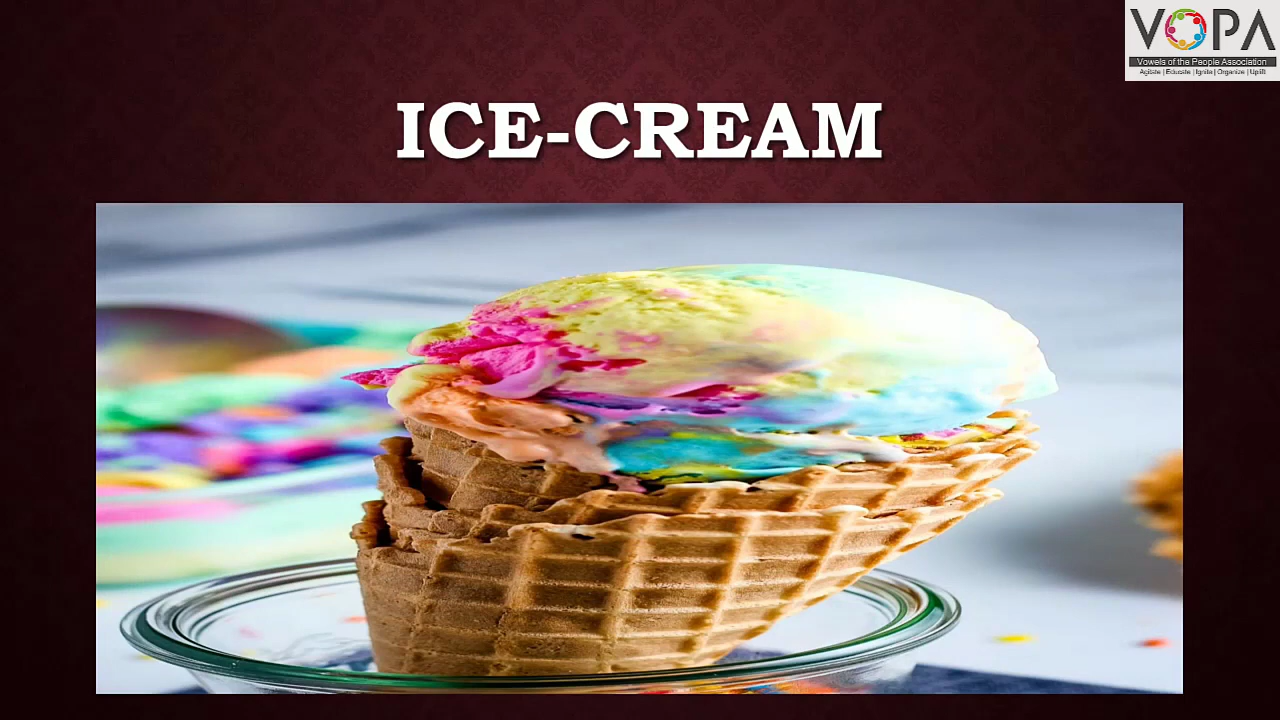 VOPA
Vowels of the People Association
Agitate | Educate | Ignite | Organize | Uplift
ICE-CREAM